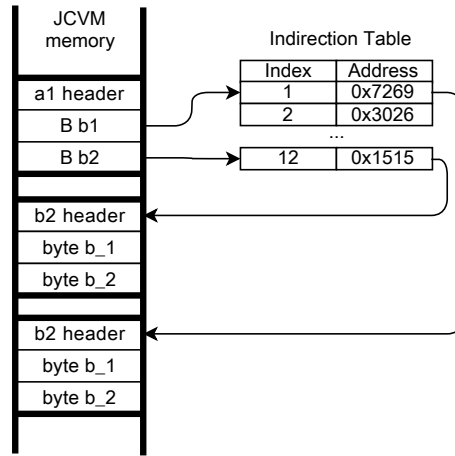 JCVM
memory
a1 header
B b1
B b2
b2 header
byte b_1
byte b_2
b2 header
byte b_1
byte b_2
Indirection Table
Index Address
1 0x7269
2 0x3026
...
12 0x1515